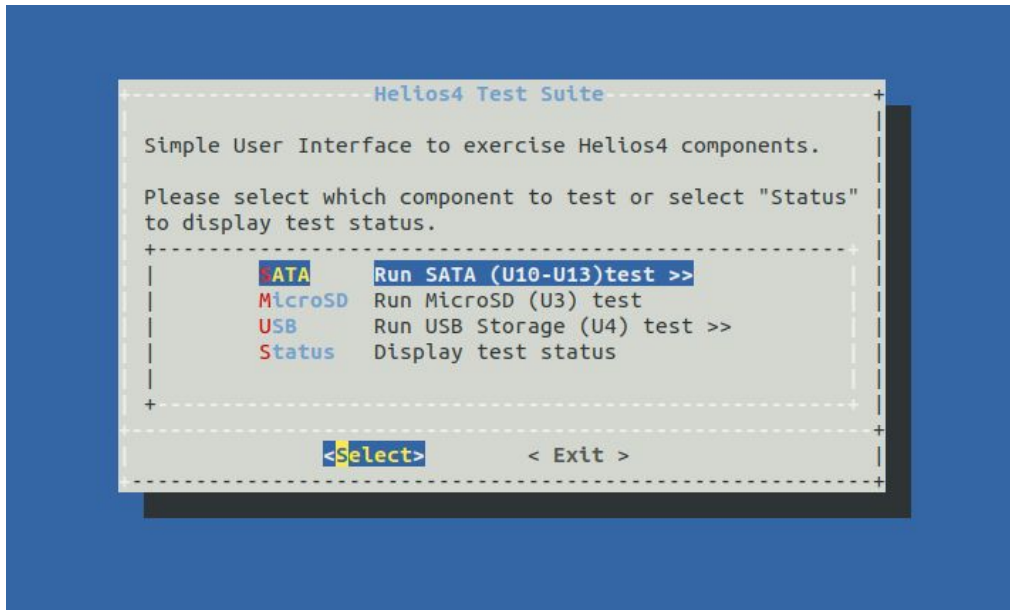 Helios4 Test Suite
Simple User Interface to exercise Helios4 components.
Please select which component to test or select "Status"
to display test status.
SATA Run SATA (U10-U13)test >>
MicroSD Run MicroSD (U3) test
USB Run USB Storage (U4) test >>
Status Display test status
<Select> < Exit >